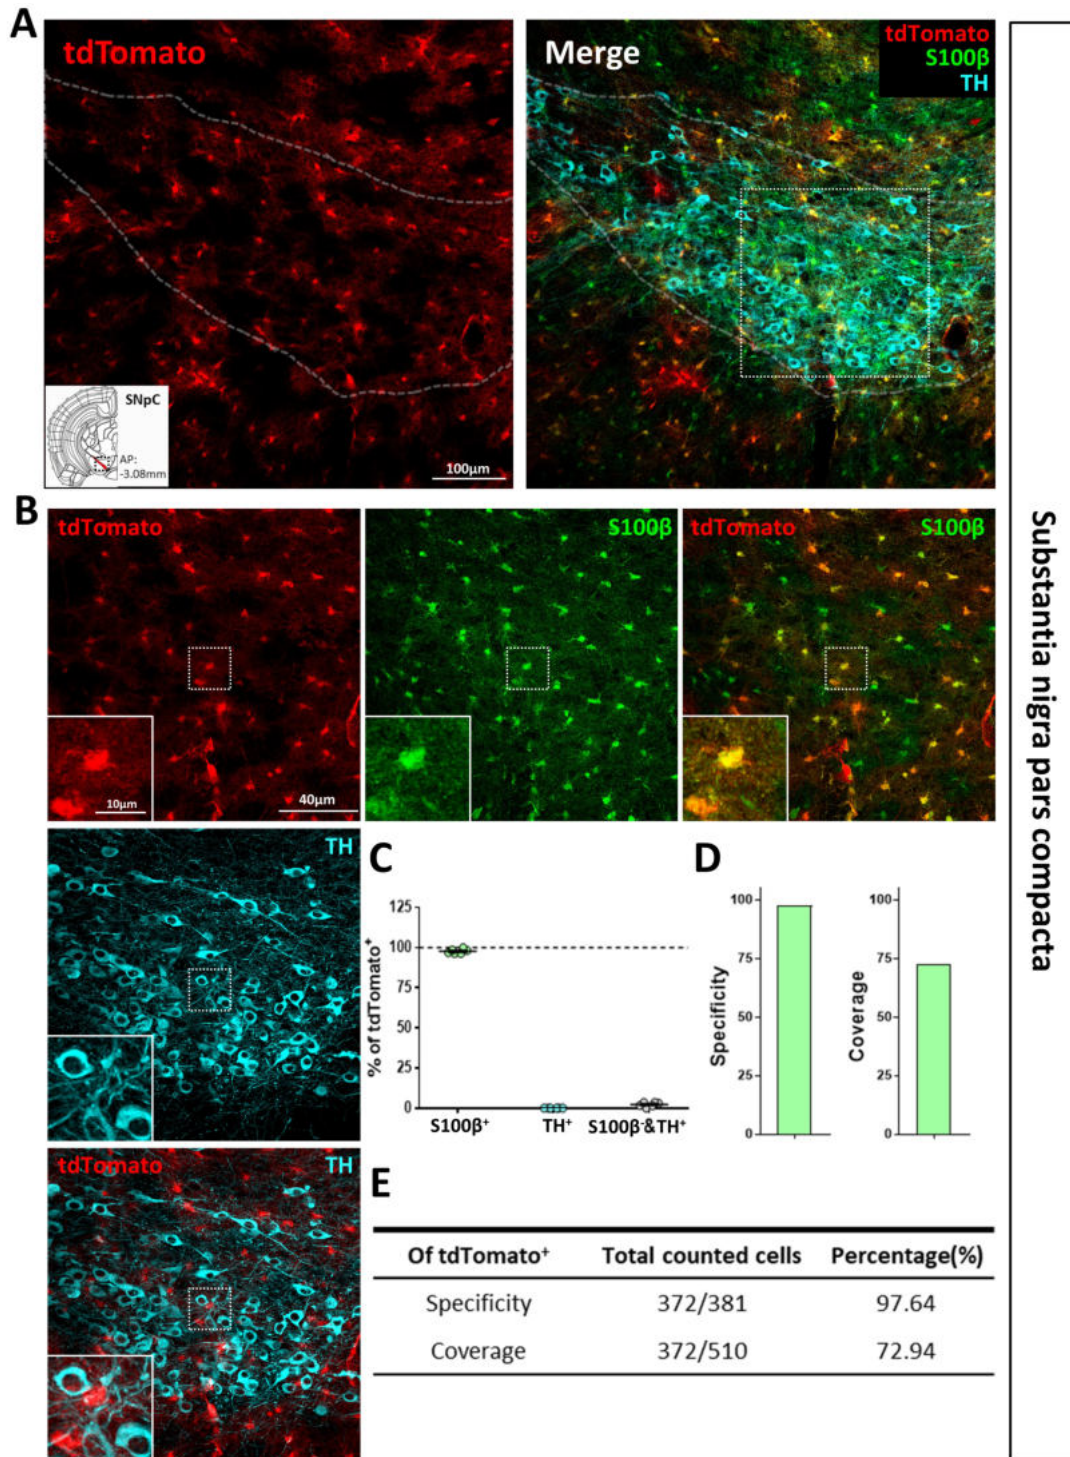 A
tdTomato
Merge
tdTomato
S100β
TH
SNpC
AP:
-3.08mm
100μm
Substantia nigra pars compacta
B
tdTomato
S100β
tdTomato
S100β
10μm
40μm
TH
tdTomato
TH
C
% of tdTomato⁺
125
100
75
50
25
0
S100β⁺
TH⁺
S100β⁻&TH⁺
D
Specificity
100
75
50
25
0
Coverage
100
75
50
25
0
E
Of tdTomato⁺ Total counted cells Percentage(%)
Specificity 372/381 97.64
Coverage 372/510 72.94